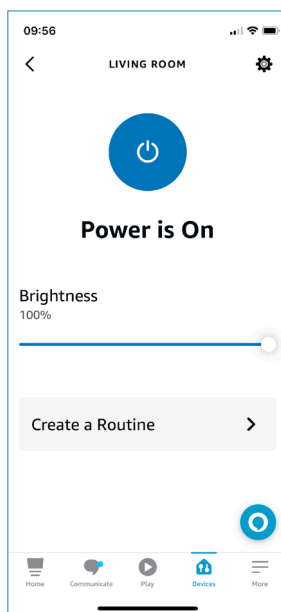 09:56
LIVING ROOM
Power is On
Brightness
100%
Create a Routine
Home Communicate Play Devices More